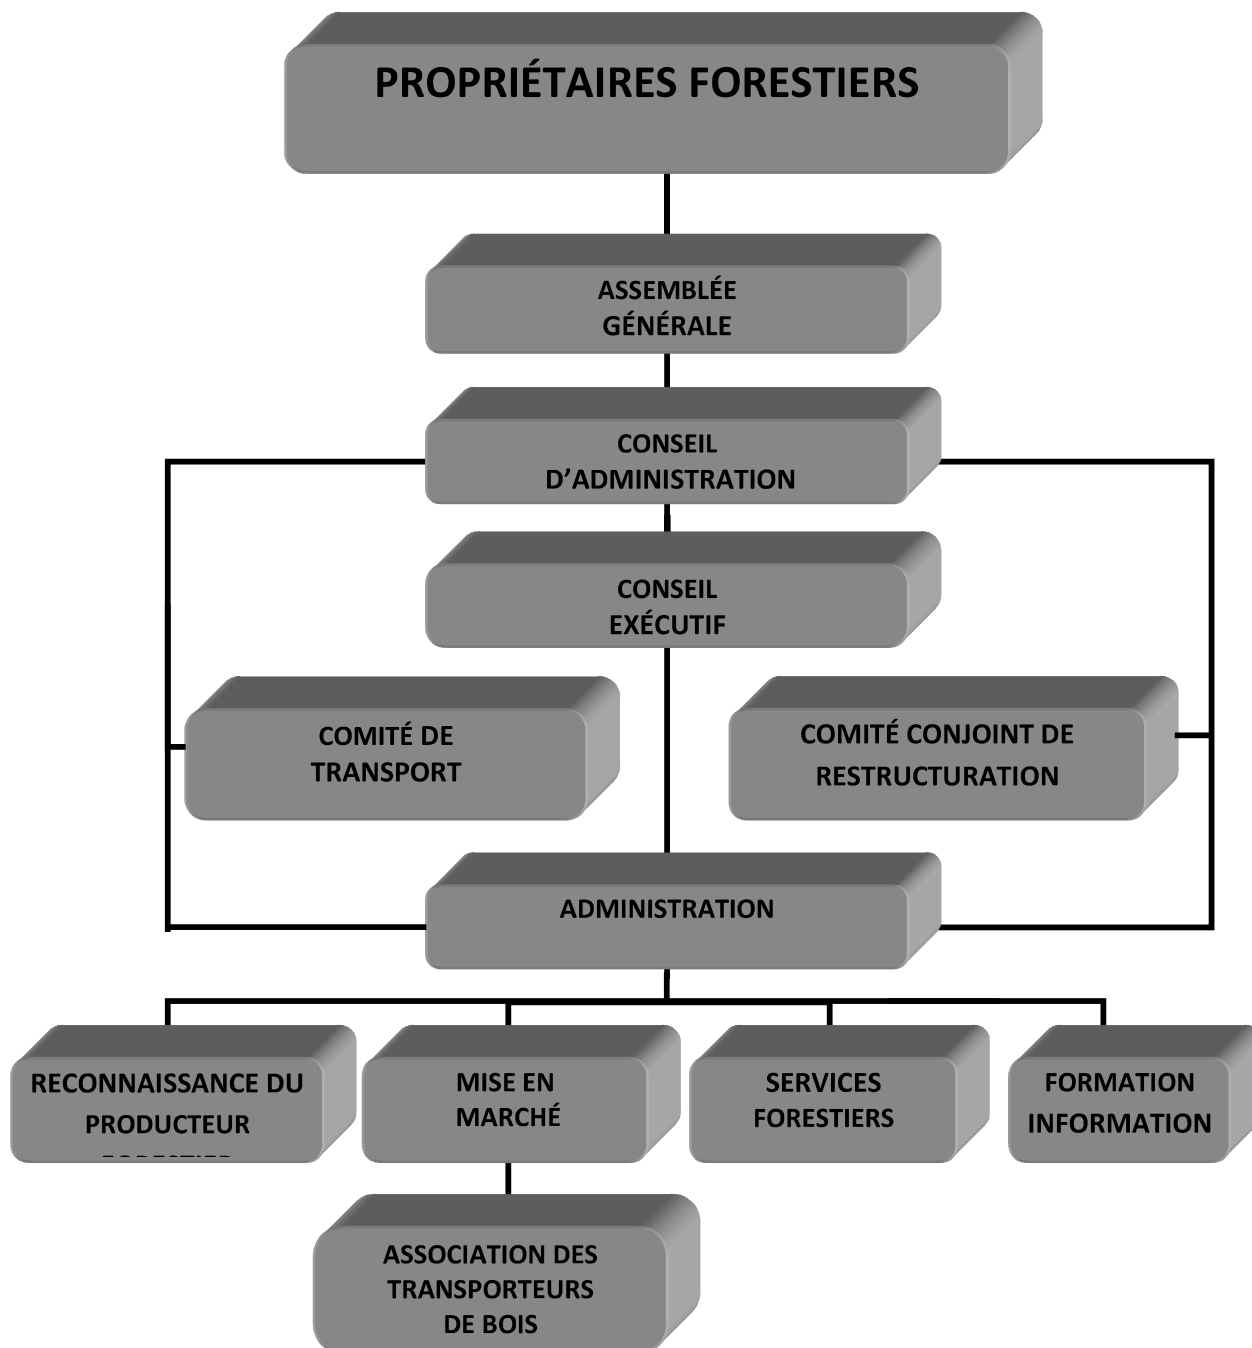 PROPRIÉTAIRES FORESTIERS
ASSEMBLÉE
GÉNÉRALE
CONSEIL
D’ADMINISTRATION
CONSEIL
EXÉCUTIF
COMITÉ DE
TRANSPORT
COMITÉ CONJOINT DE
RESTRUCTURATION
ADMINISTRATION
RECONNAISSANCE DU
PRODUCTEUR
FORESTIER
MISE EN
MARCHÉ
SERVICES
FORESTIERS
FORMATION
INFORMATION
ASSOCIATION DES
TRANSPORTEURS
DE BOIS